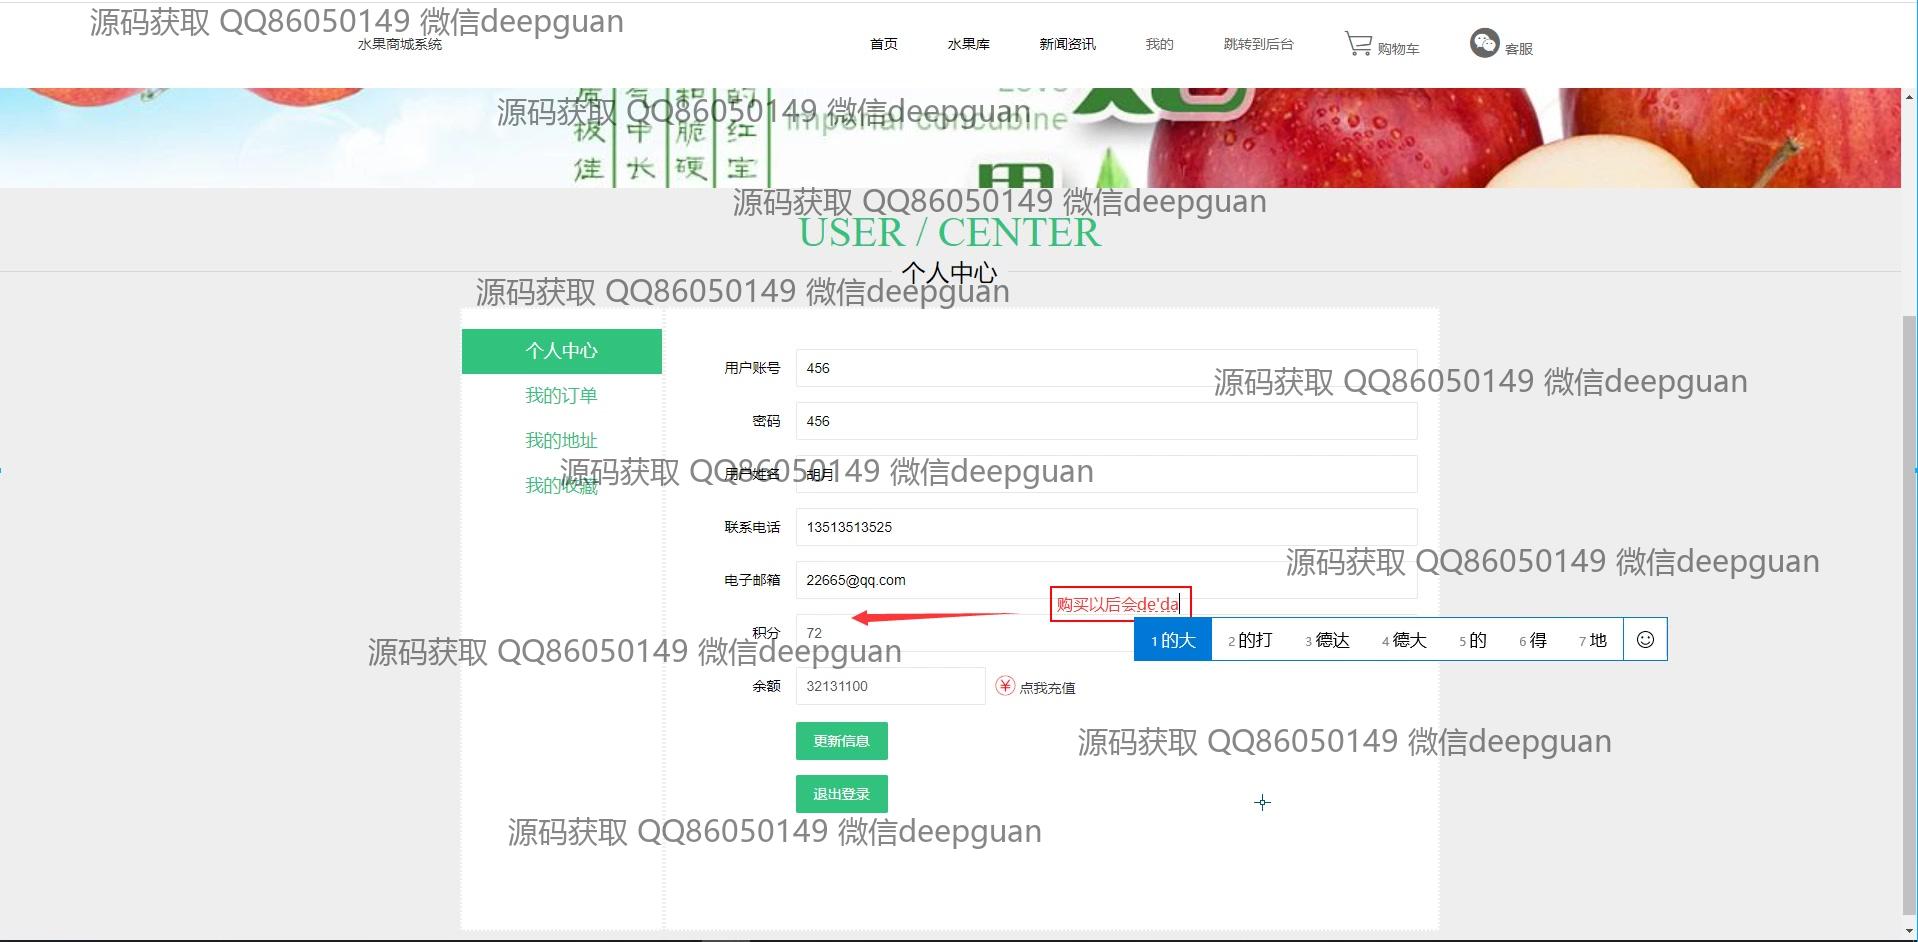 源码获取 QQ86050149 微信deepguan
水果商城系统
首页 水果库 新闻资讯 我的 跳转到后台 购物车 客服
源码获取 QQ86050149 微信deepguan
imperial concubine
板 中 脆 红
佳 长 硬 宝
源码获取 QQ86050149 微信deepguan
USER / CENTER
个人中心
源码获取 QQ86050149 微信deepguan
个人中心
我的订单
我的地址
我的收藏
用户账号 456
源码获取 QQ86050149 微信deepguan
密码 456
用户姓名 胡月
源码获取 QQ86050149 微信deepguan
联系电话 13513513525
源码获取 QQ86050149 微信deepguan
电子邮箱 22665@qq.com
购买以后会de'da
积分 72
1 的大 2 的打 3 德达 4 德大 5 的 6 得 7 地
源码获取 QQ86050149 微信deepguan
余额 32131100 点我充值
更新信息
源码获取 QQ86050149 微信deepguan
退出登录
源码获取 QQ86050149 微信deepguan